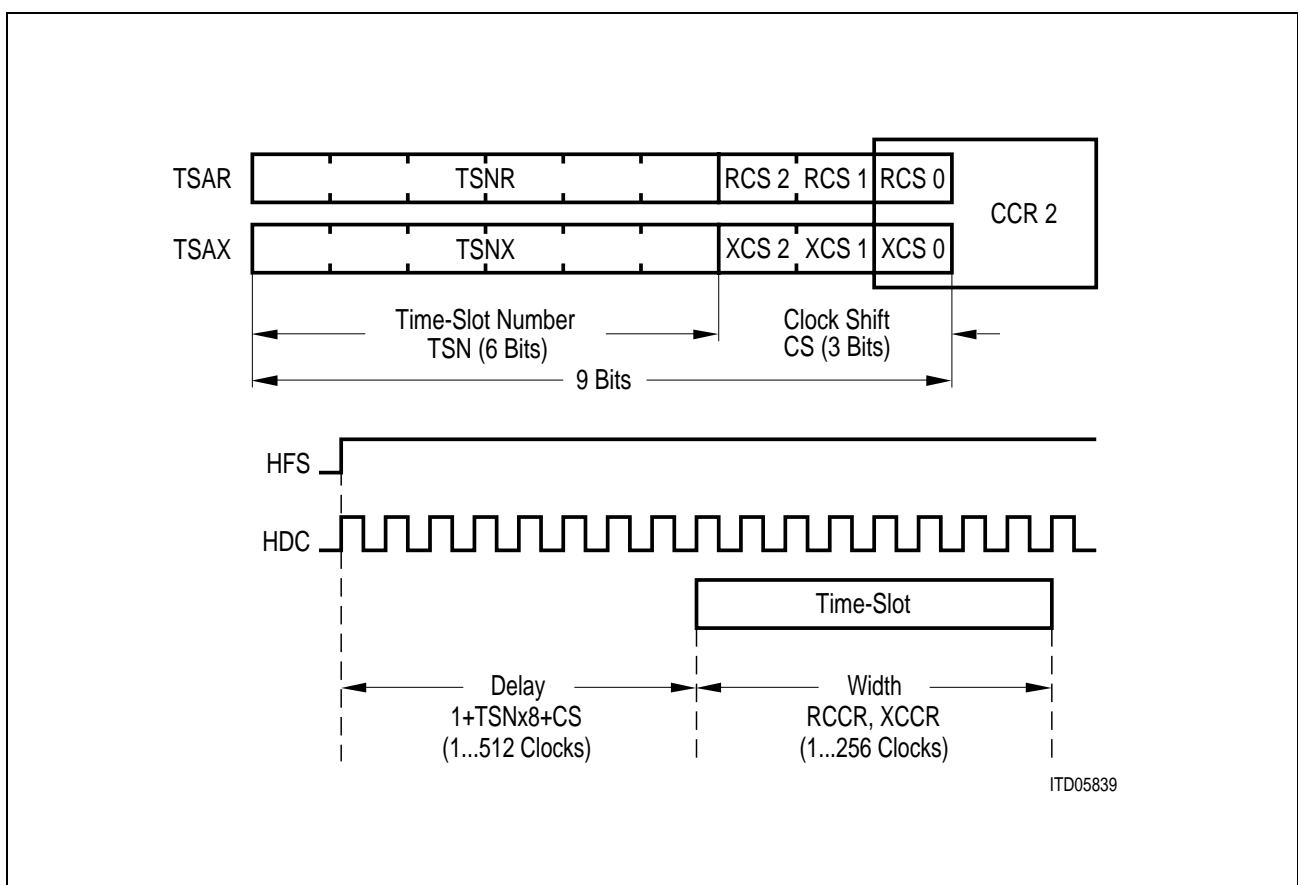 TSAR TSNR RCS 2 RCS 1 RCS 0
CCR 2
TSAX TSNX XCS 2 XCS 1 XCS 0
Time-Slot Number
TSN (6 Bits)
Clock Shift
CS (3 Bits)
9 Bits
HFS
HDC
Time-Slot
Delay
1+TSNx8+CS
(1...512 Clocks)
Width
RCCR, XCCR
(1...256 Clocks)
ITD05839